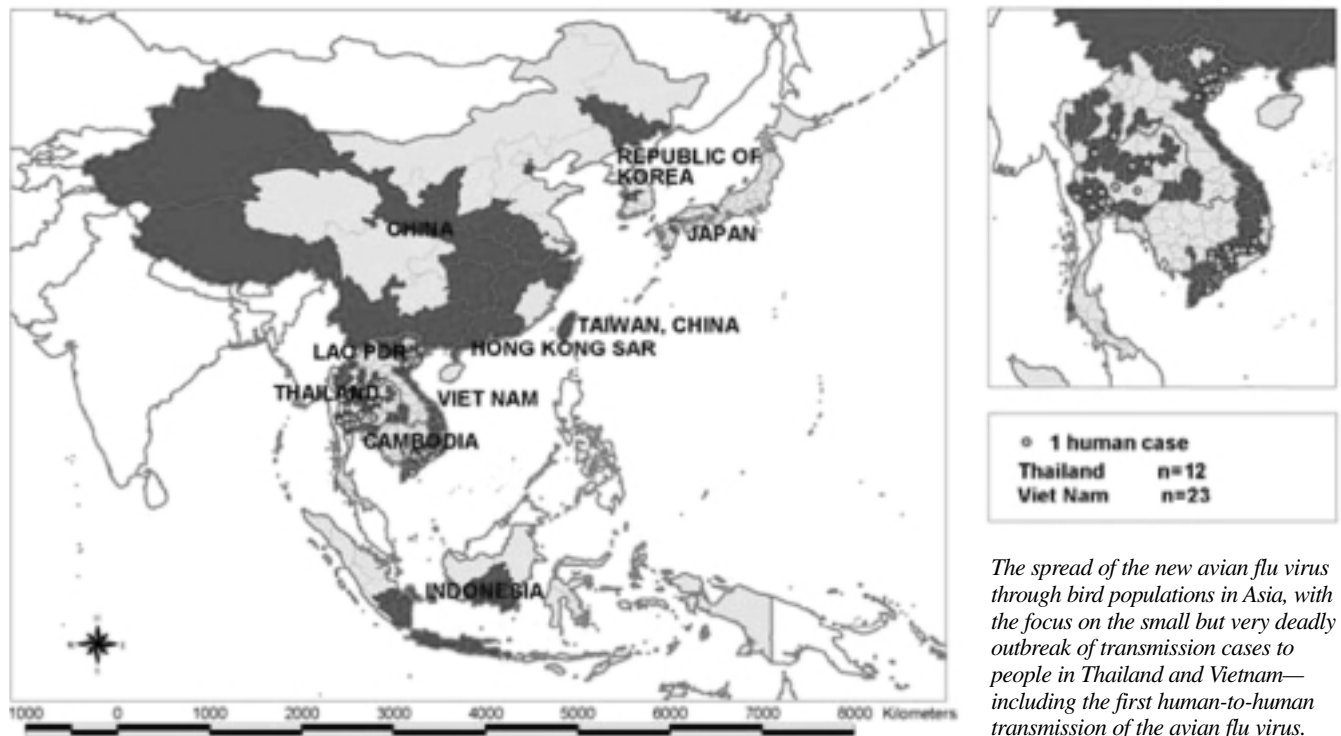 REPUBLIC OF
KOREA
CHINA
JAPAN
TAIWAN, CHINA
LAO PDR
HONG KONG SAR
THAILAND
VIET NAM
CAMBODIA
INDONESIA
1000 0 1000 2000 3000 4000 5000 6000 7000 8000 Kilometers
1 human case
Thailand n=12
Viet Nam n=23
The spread of the new avian flu virus
through bird populations in Asia, with
the focus on the small but very deadly
outbreak of transmission cases to
people in Thailand and Vietnam—
including the first human-to-human
transmission of the avian flu virus.